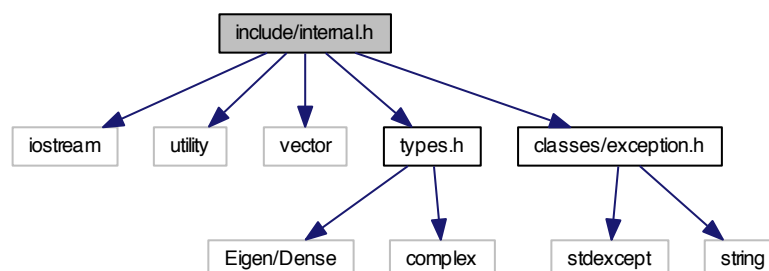 include/internal.h
iostream
utility
vector
types.h
classes/exception.h
Eigen/Dense
complex
stdexcept
string